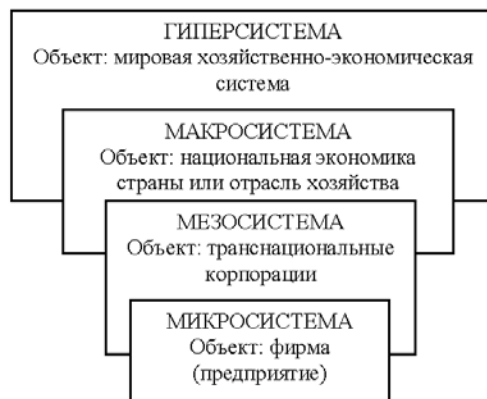 ГИПЕРСИСТЕМА
Объект: мировая хозяйственно-экономическая
система
МАКРОСИСТЕМА
Объект: национальная экономика
страны или отрасль хозяйства
МЕЗОСИСТЕМА
Объект: транснациональные
корпорации
МИКРОСИСТЕМА
Объект: фирма
(предприятие)